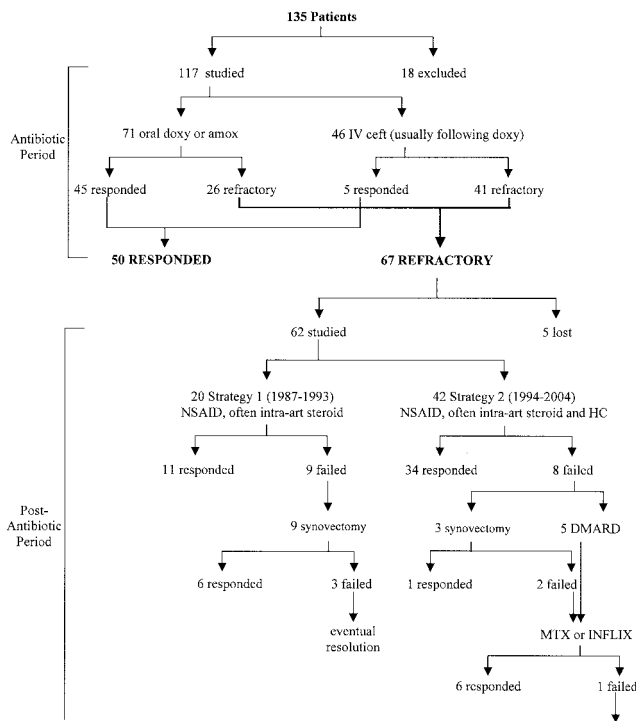 135 Patients
117 studied
18 excluded
Antibiotic
Period
71 oral doxy or amox
46 IV ceft (usually following doxy)
45 responded
26 refractory
5 responded
41 refractory
50 RESPONDED
67 REFRACTORY
62 studied
5 lost
20 Strategy 1 (1987-1993)
NSAID, often intra-art steroid
42 Strategy 2 (1994-2004)
NSAID, often intra-art steroid and HC
11 responded
9 failed
34 responded
8 failed
Post-
Antibiotic
Period
9 synovectomy
3 synovectomy
5 DMARD
6 responded
3 failed
1 responded
2 failed
eventual
resolution
MTX or INFLIX
6 responded
1 failed